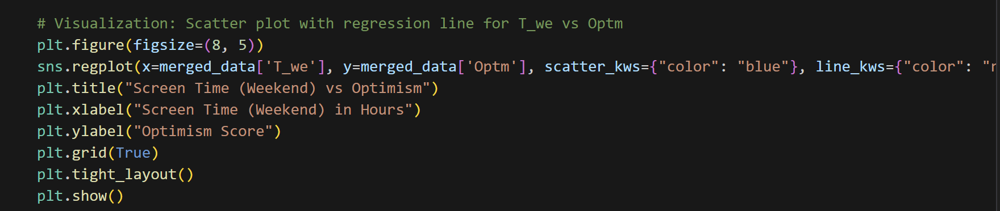 # Visualization: Scatter plot with regression line for T_we vs Optm
plt.figure(figsize=(8, 5))
sns.regplot(x=merged_data['T_we'], y=merged_data['Optm'], scatter_kws={"color": "blue"}, line_kws={"color": "
plt.title("Screen Time (Weekend) vs Optimism")
plt.xlabel("Screen Time (Weekend) in Hours")
plt.ylabel("Optimism Score")
plt.grid(True)
plt.tight_layout()
plt.show()